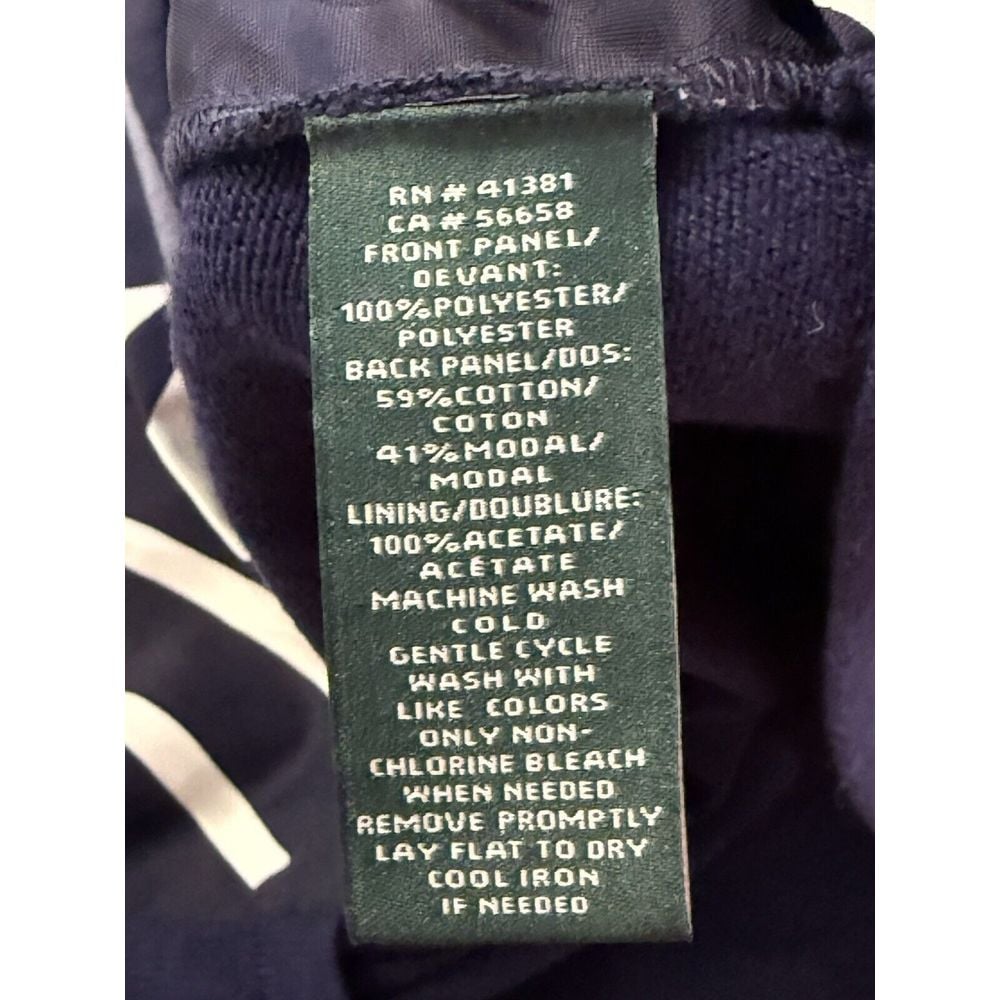 RN # 41381
CA # 56658
FRONT PANEL/
DEVANT:
100%POLYESTER/
POLYESTER
BACK PANEL/DOS:
59%COTTON/
COTON
41%MODAL/
MODAL
LINING/DOUBLURE:
100%ACETATE/
ACÉTATE
MACHINE WASH
COLD
GENTLE CYCLE
WASH WITH
LIKE COLORS
ONLY NON-
CHLORINE BLEACH
WHEN NEEDED
REMOVE PROMPTLY
LAY FLAT TO DRY
COOL IRON
IF NEEDED